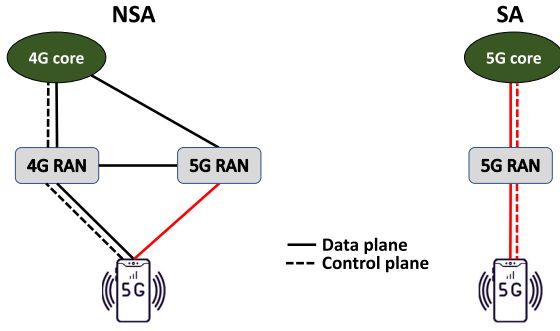 NSA
SA
4G core
5G core
4G RAN
5G RAN
5G RAN
Data plane
Control plane
5G
5G